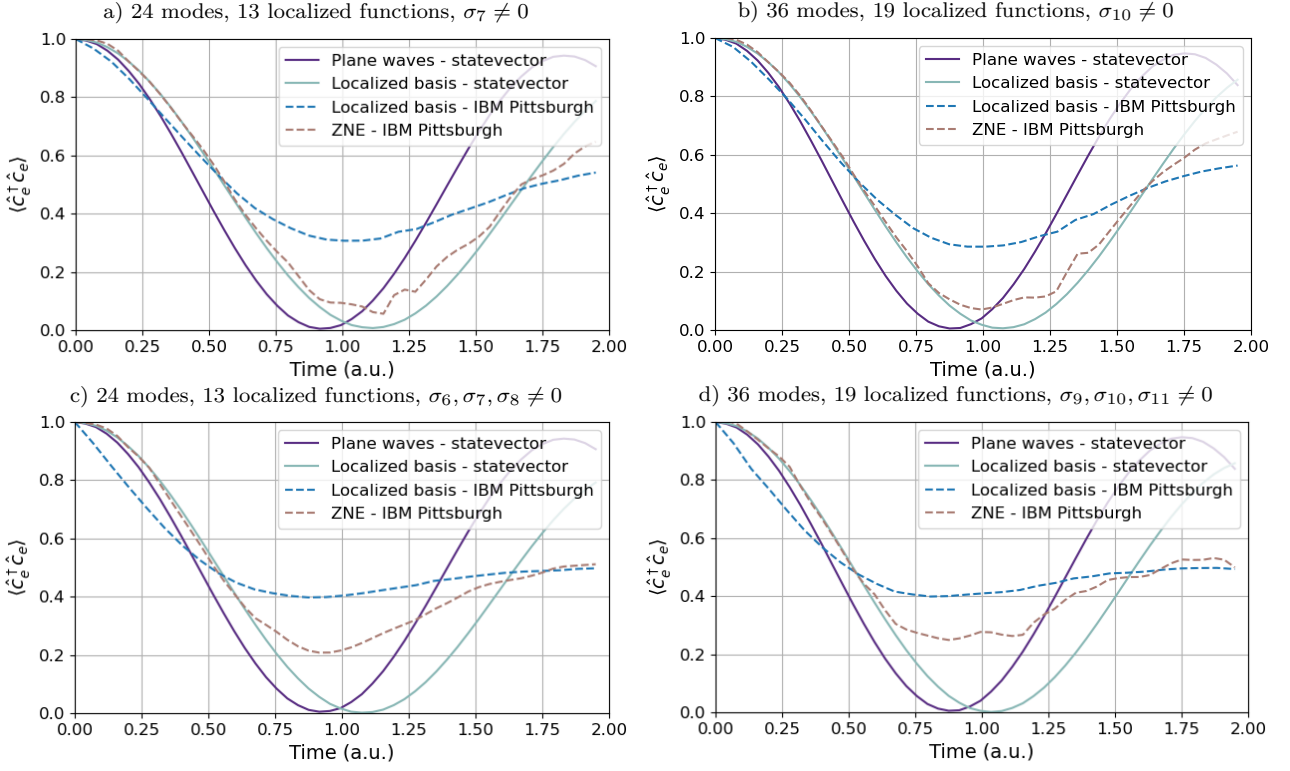 a) 24 modes, 13 localized functions, σ₇ ≠ 0
1.0
0.8
0.6
0.4
0.2
0.0
⟨ĉₑ†ĉₑ⟩
Plane waves - statevector
Localized basis - statevector
Localized basis - IBM Pittsburgh
ZNE - IBM Pittsburgh
0.00 0.25 0.50 0.75 1.00 1.25 1.50 1.75 2.00
Time (a.u.)
b) 36 modes, 19 localized functions, σ₁₀ ≠ 0
1.0
0.8
0.6
0.4
0.2
0.0
⟨ĉₑ†ĉₑ⟩
Plane waves - statevector
Localized basis - statevector
Localized basis - IBM Pittsburgh
ZNE - IBM Pittsburgh
0.00 0.25 0.50 0.75 1.00 1.25 1.50 1.75 2.00
Time (a.u.)
c) 24 modes, 13 localized functions, σ₆, σ₇, σ₈ ≠ 0
1.0
0.8
0.6
0.4
0.2
0.0
⟨ĉₑ†ĉₑ⟩
Plane waves - statevector
Localized basis - statevector
Localized basis - IBM Pittsburgh
ZNE - IBM Pittsburgh
0.00 0.25 0.50 0.75 1.00 1.25 1.50 1.75 2.00
Time (a.u.)
d) 36 modes, 19 localized functions, σ₉, σ₁₀, σ₁₁ ≠ 0
1.0
0.8
0.6
0.4
0.2
0.0
⟨ĉₑ†ĉₑ⟩
Plane waves - statevector
Localized basis - statevector
Localized basis - IBM Pittsburgh
ZNE - IBM Pittsburgh
0.00 0.25 0.50 0.75 1.00 1.25 1.50 1.75 2.00
Time (a.u.)